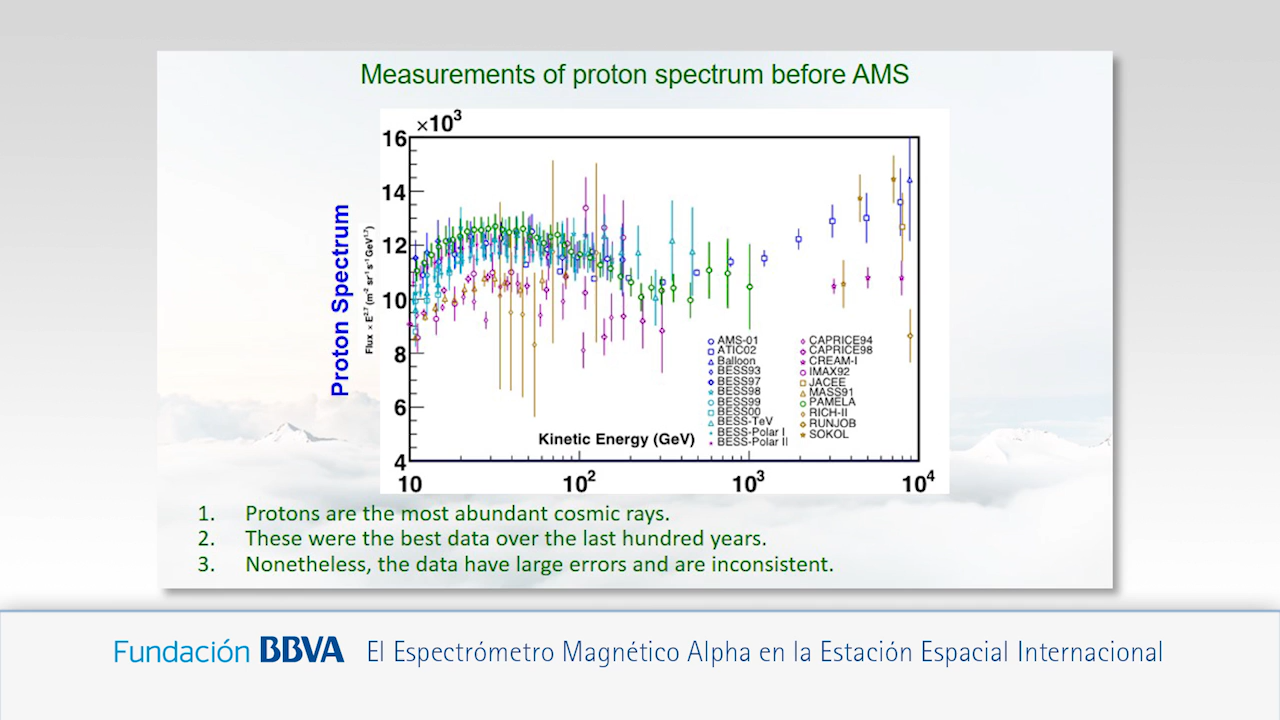 Measurements of proton spectrum before AMS
×10³
16
14
12
10
8
6
4
Proton Spectrum
Flux × E²·⁷ (m⁻² sr⁻¹ s⁻¹ GeV¹·⁷)
AMS-01
ATIC02
Balloon
BESS93
BESS97
BESS98
BESS99
BESS00
BESS-TeV
BESS-Polar I
BESS-Polar II
CAPRICE94
CAPRICE98
CREAM-I
IMAX92
JACEE
MASS91
PAMELA
RICH-II
RUNJOB
SOKOL
Kinetic Energy (GeV)
10
10²
10³
10⁴
1. Protons are the most abundant cosmic rays.
2. These were the best data over the last hundred years.
3. Nonetheless, the data have large errors and are inconsistent.
Fundación BBVA El Espectrómetro Magnético Alpha en la Estación Espacial Internacional